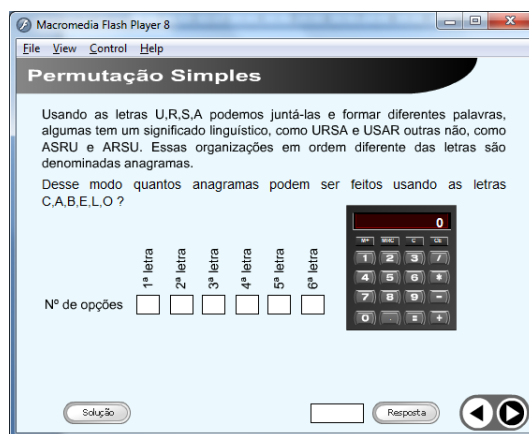 Macromedia Flash Player 8
File View Control Help
Permutação Simples
Usando as letras U,R,S,A podemos juntá-las e formar diferentes palavras,
algumas tem um significado linguístico, como URSA e USAR outras não, como
ASRU e ARSU. Essas organizações em ordem diferente das letras são
denominadas anagramas.
Desse modo quantos anagramas podem ser feitos usando as letras
C,A,B,E,L,O ?
0
M+ MRC C CE
1 2 3 /
4 5 6 *
7 8 9 -
0 . = +
1ª letra
2ª letra
3ª letra
4ª letra
5ª letra
6ª letra
Nº de opções
Solução
Resposta